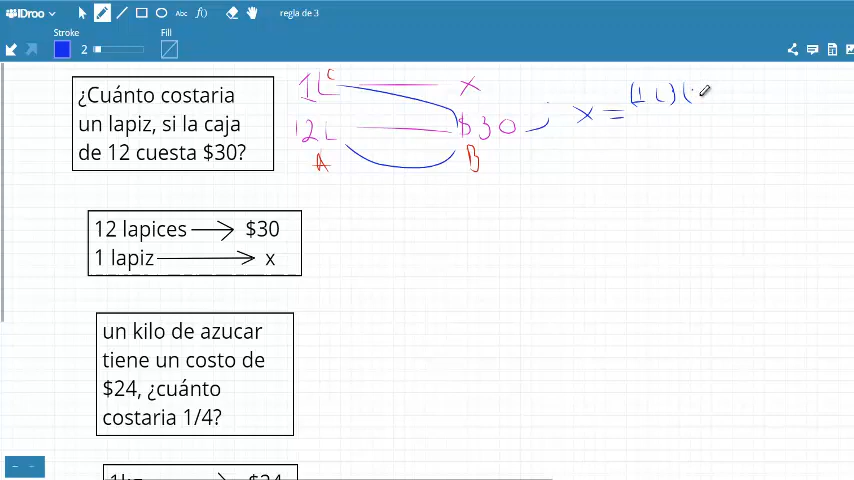 IDroo
Abc
f()
regla de 3
Stroke
2
Fill
¿Cuánto costaria
un lapiz, si la caja
de 12 cuesta $30?
1L c x
12L $30
A B
x = (1L)(
12 lapices $30
1 lapiz x
un kilo de azucar
tiene un costo de
$24, ¿cuánto
costaria 1/4?